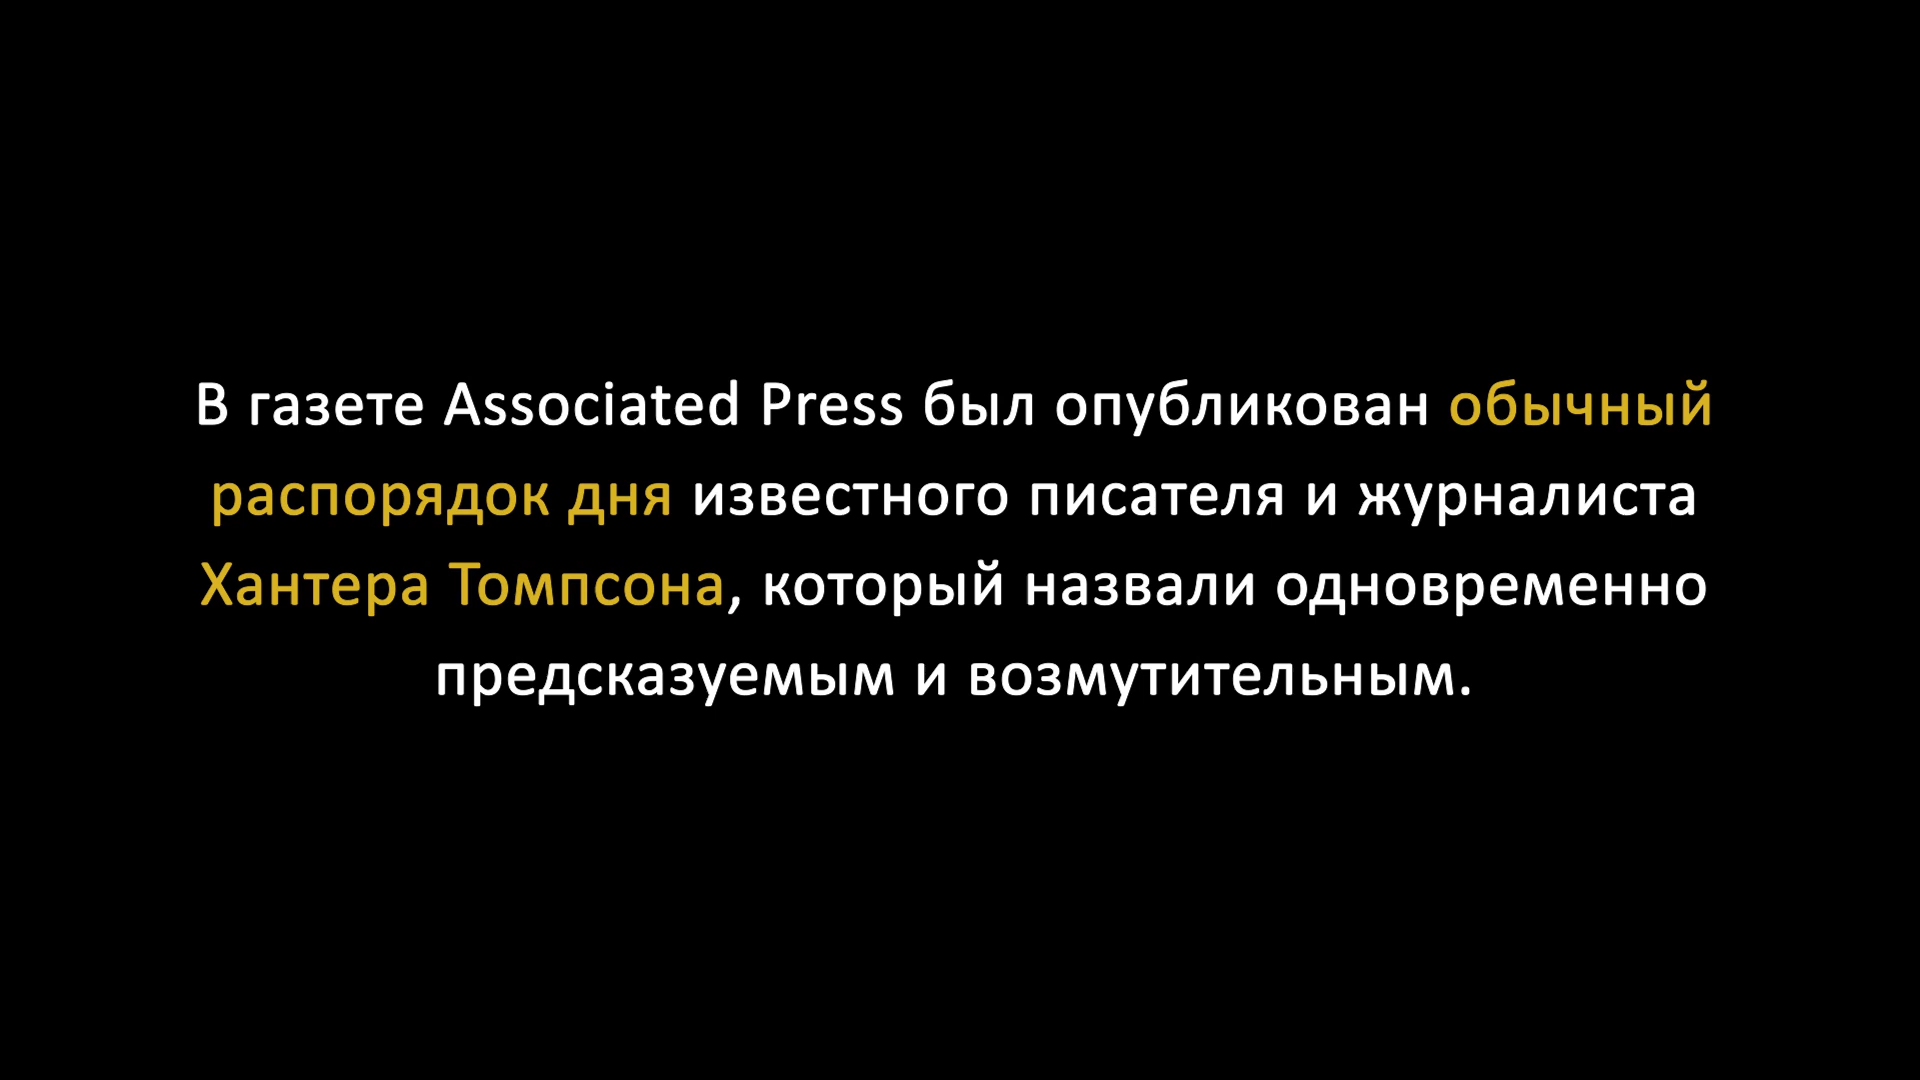 В газете Associated Press был опубликован обычный
распорядок дня известного писателя и журналиста
Хантера Томпсона, который назвали одновременно
предсказуемым и возмутительным.